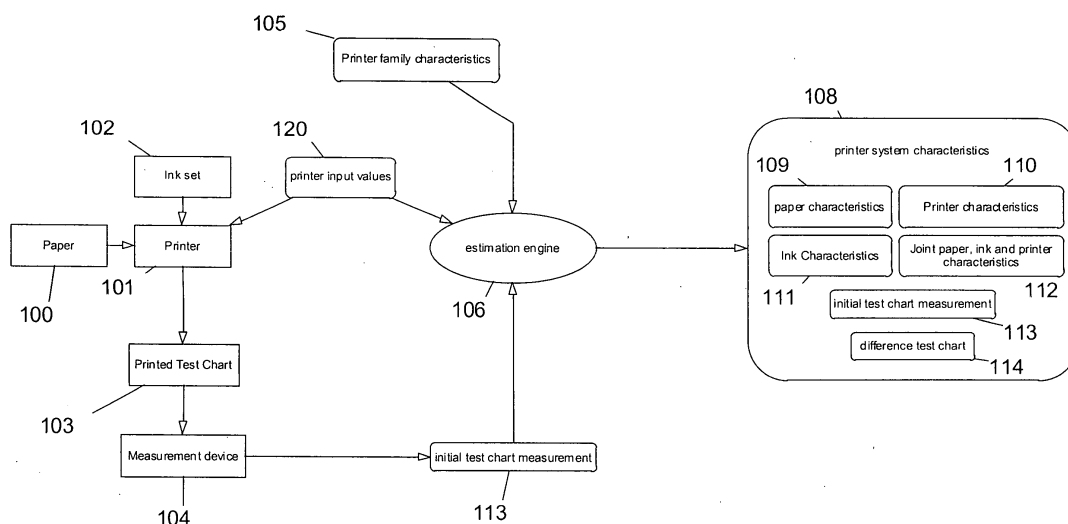 105
Printer family characteristics
108
102
120
printer system characteristics
109
110
Ink set
printer input values
paper characteristics
Printer characteristics
Paper
Printer
estimation engine
Ink Characteristics
Joint paper, ink and printer
characteristics
100
101
106
111
112
initial test chart measurement
113
Printed Test Chart
difference test chart
114
103
Measurement device
initial test chart measurement
104
113